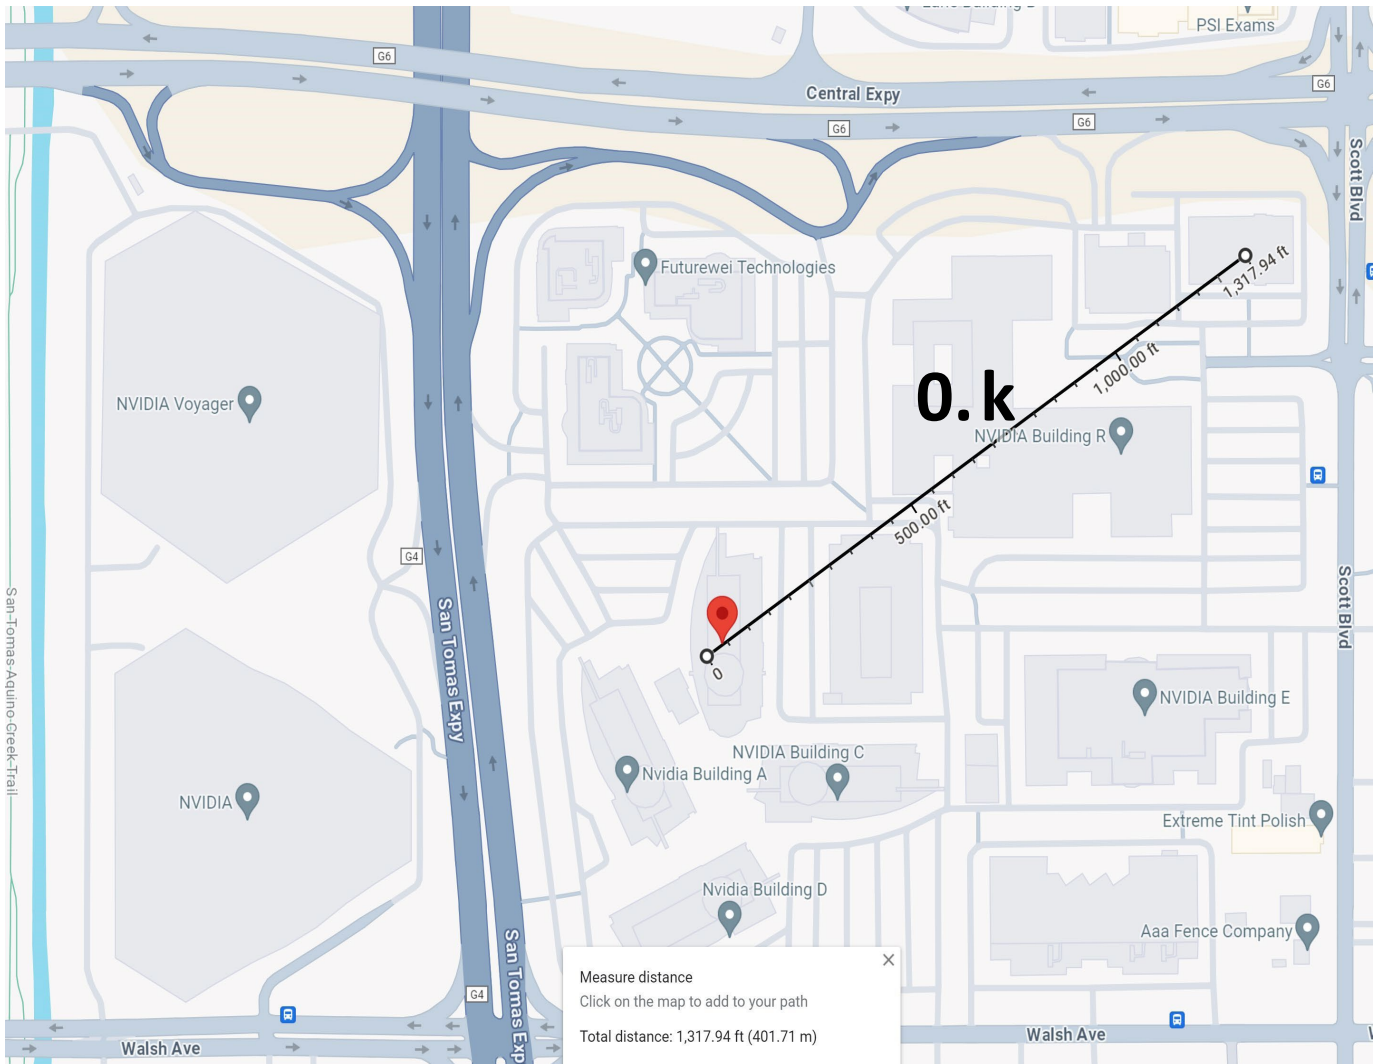 PSI Exams
G6
G6
Central Expy
G6
G6
G6
Scott Blvd
Futurewei Technologies
1,317.94 ft
1,000.00 ft
NVIDIA Voyager
0. k
NVIDIA Building R
500.00 ft
G4
San Tomas Expy
San-Tomas-Aquino-Creek-Trail
Scott Blvd
0
NVIDIA Building E
NVIDIA Building C
Nvidia Building A
NVIDIA
Extreme Tint Polish
Nvidia Building D
Aaa Fence Company
San Tomas Exp
G4
Measure distance
Click on the map to add to your path
Total distance: 1,317.94 ft (401.71 m)
Walsh Ave
Walsh Ave